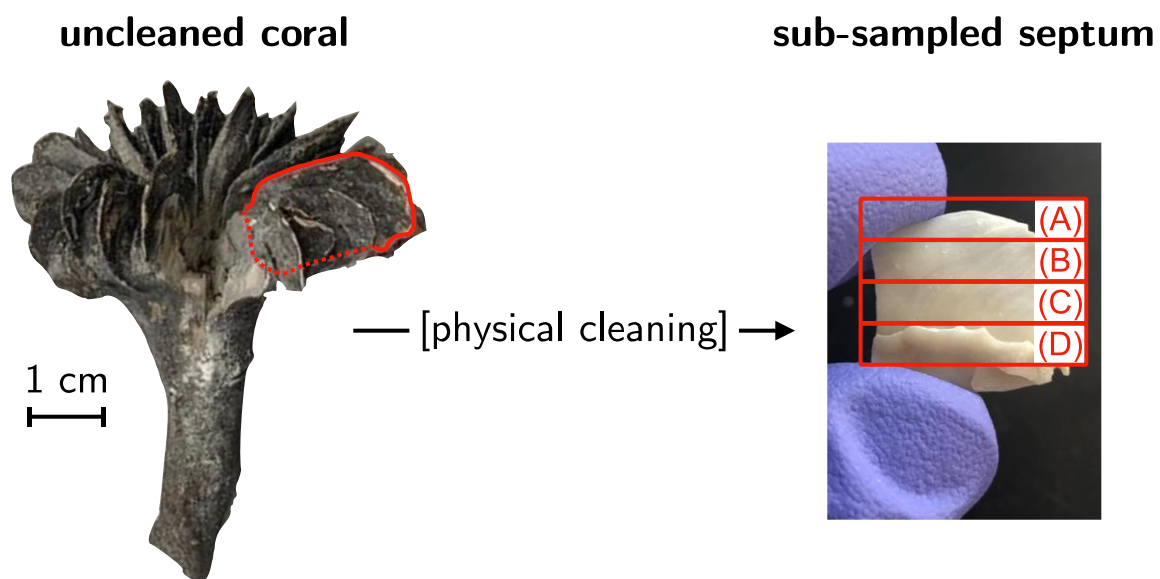 uncleaned coral
sub-sampled septum
(A)
(B)
(C)
[physical cleaning]
(D)
1 cm